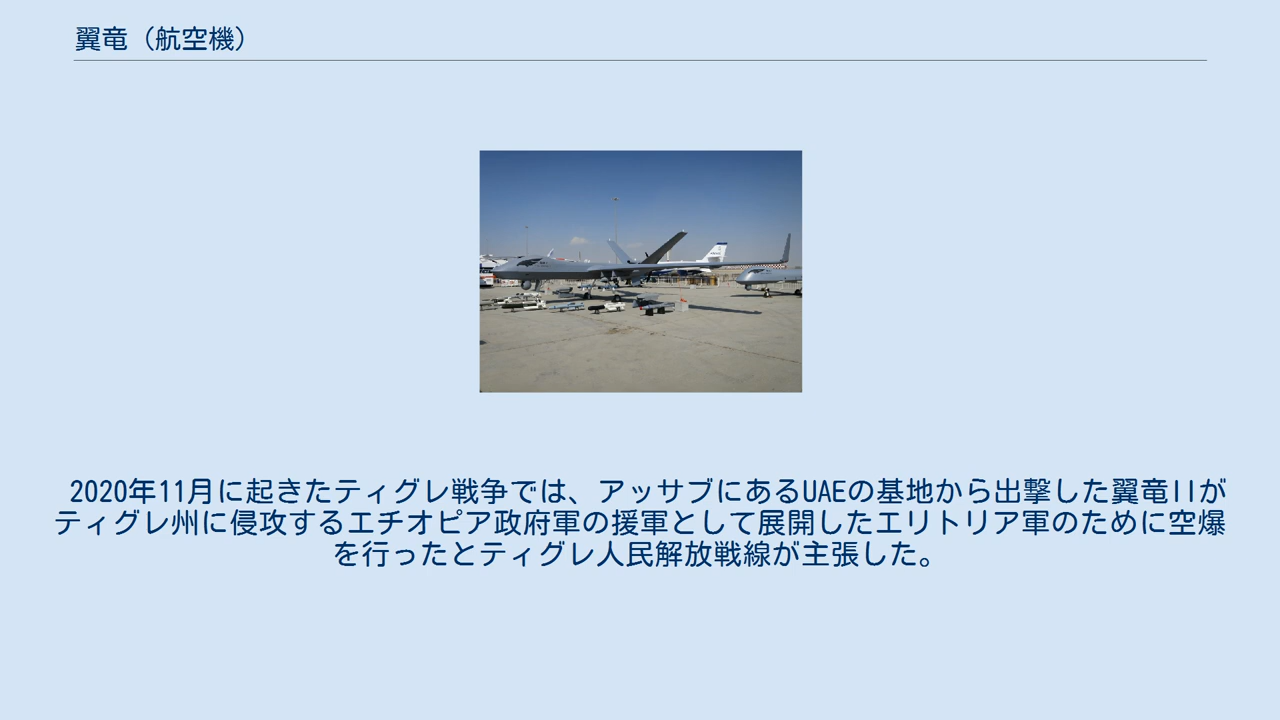 翼竜（航空機）
2020年11月に起きたティグレ戦争では、アッサブにあるUAEの基地から出撃した翼竜IIが
ティグレ州に侵攻するエチオピア政府軍の援軍として展開したエリトリア軍のために空爆
を行ったとティグレ人民解放戦線が主張した。